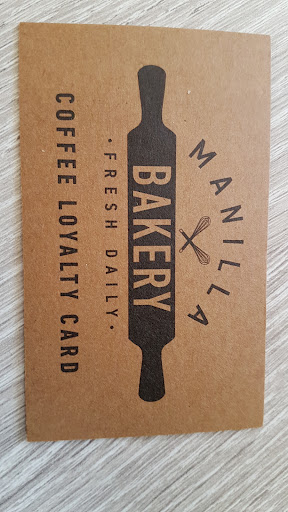 MANILLA
BAKERY
· FRESH DAILY ·
COFFEE LOYALTY CARD